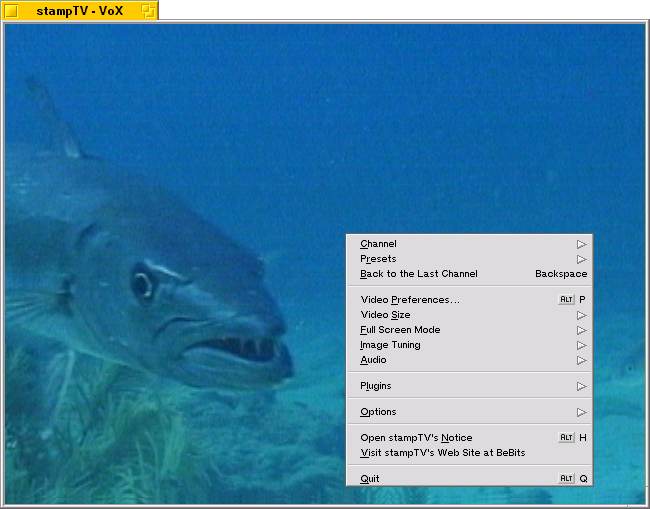 stampTV - VoX
Channel
Presets
Back to the Last Channel Backspace
Video Preferences... ALT P
Video Size
Full Screen Mode
Image Tuning
Audio
Plugins
Options
Open stampTV's Notice ALT H
Visit stampTV's Web Site at BeBits
Quit ALT Q